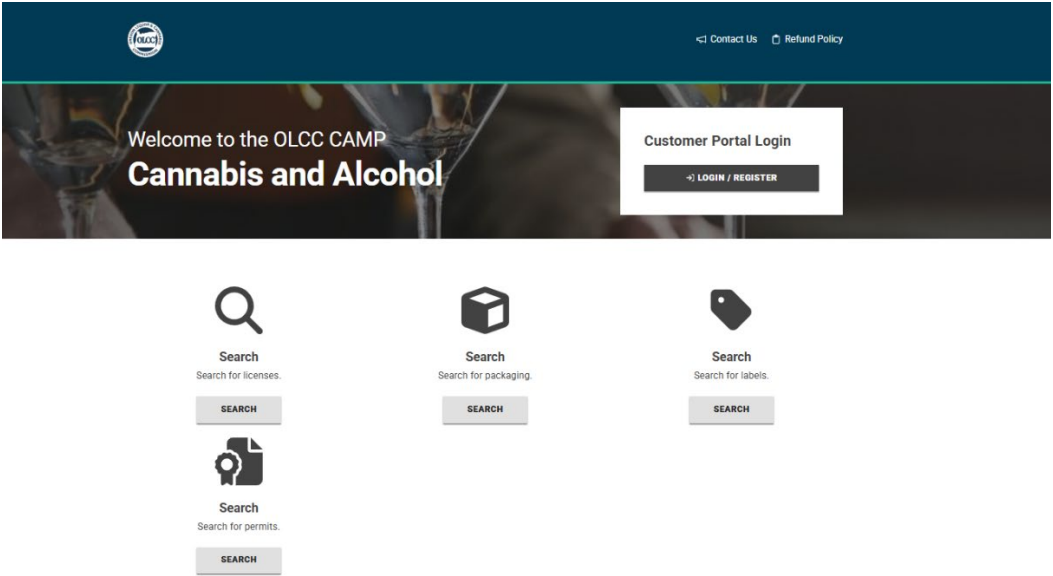 OLCC
Contact Us
Refund Policy
Welcome to the OLCC CAMP
Cannabis and Alcohol
Customer Portal Login
LOGIN / REGISTER
Search
Search for licenses.
SEARCH
Search
Search for packaging.
SEARCH
Search
Search for labels.
SEARCH
Search
Search for permits.
SEARCH